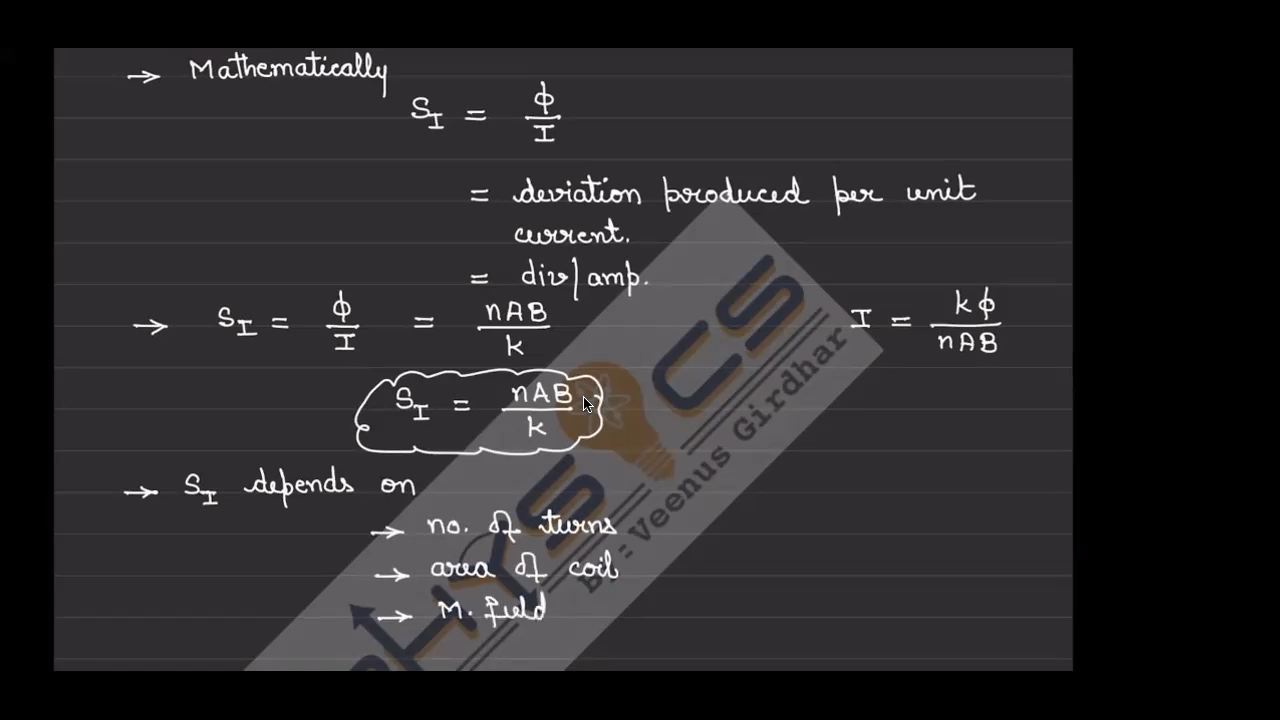 → Mathematically
S_I = ϕ/I
= deviation produced per unit
current.
= div/amp.
→ S_I = ϕ/I = nAB/k I = kϕ/nAB
S_I = nAB/k
→ S_I depends on
→ no. of turns
→ area of coil
→ M. field
PHYSICS
by: Veenus Girdhar